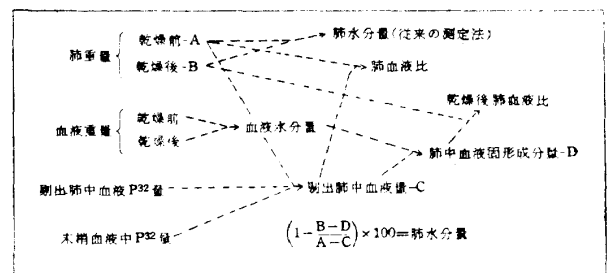 肺重量
乾燥前-A
乾燥後-B
肺水分量(従来の測定法)
肺血液比
乾燥後肺血液比
血液重量
乾燥前
乾燥後
血液水分量
肺中血液固形成分量-D
剔出肺中血液P³²量
剔出肺中血液量-C
末梢血液中P³²量
(1-B-D/A-C)×100=肺水分量